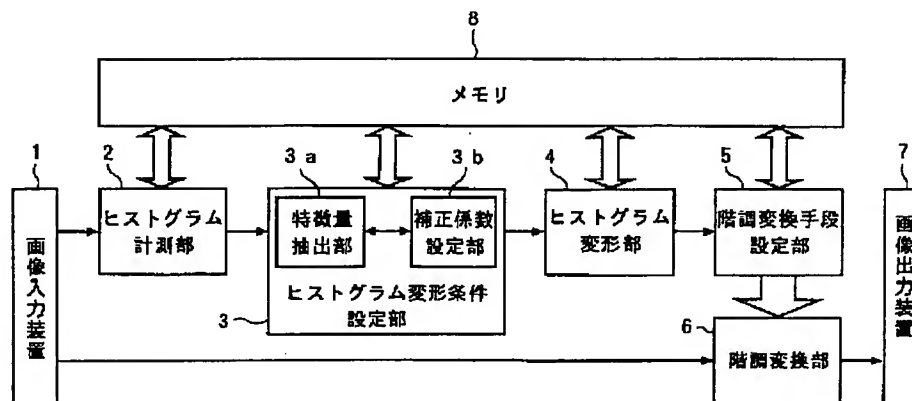 8
メモリ
1
2
3a
3b
4
5
7
画像入力装置
ヒストグラム
計測部
特徴量
抽出部
補正係数
設定部
ヒストグラム変形条件
設定部
3
ヒストグラム
変形部
階調変換手段
設定部
画像出力装置
6
階調変換部